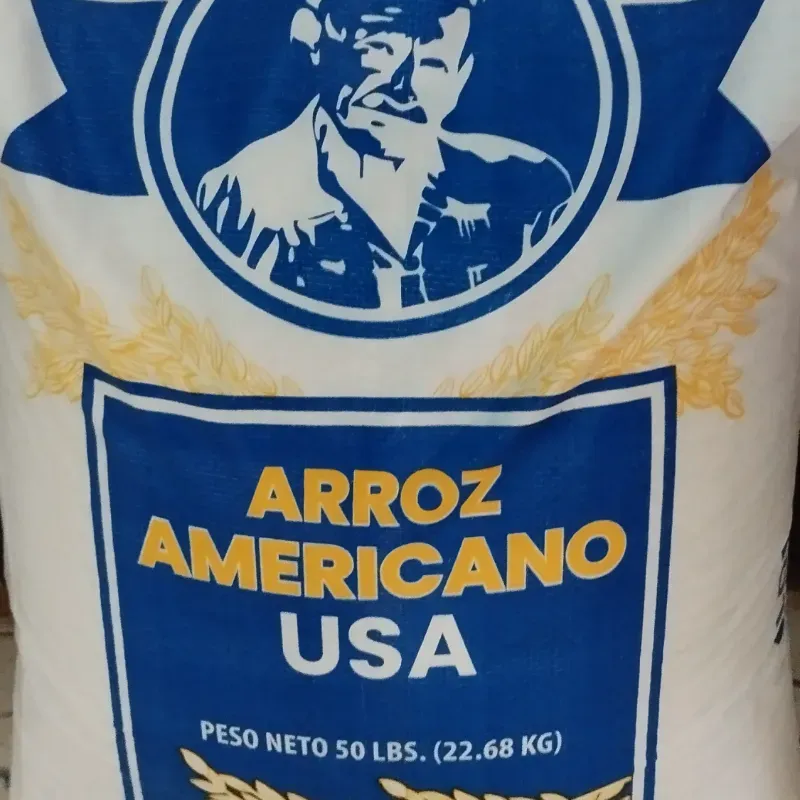 ARROZ
AMERICANO
USA
PESO NETO 50 LBS. (22.68 KG)